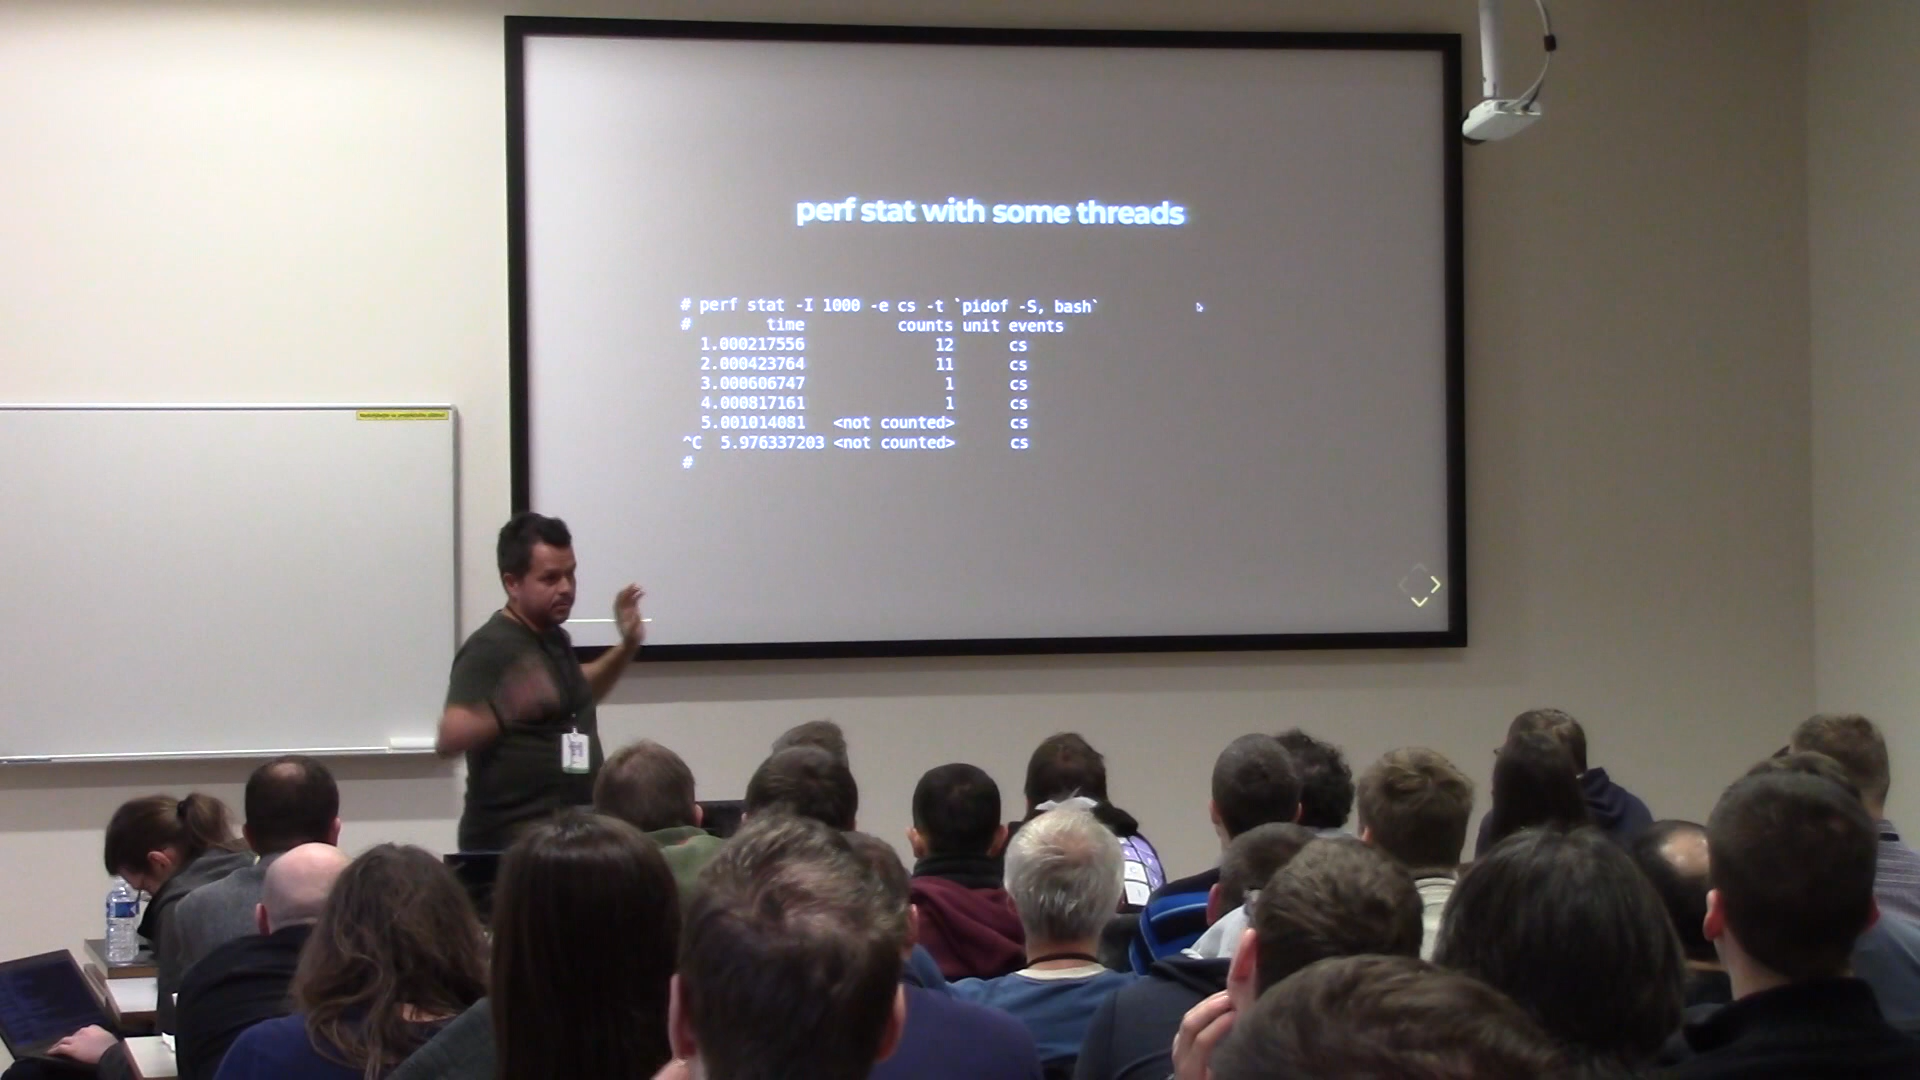 perf stat with some threads
# perf stat -I 1000 -e cs -t `pidof -S, bash`
# time counts unit events
1.000217556 12 cs
2.000423764 11 cs
3.000606747 1 cs
4.000817161 1 cs
5.001014081 <not counted> cs
^C 5.976337203 <not counted> cs
#